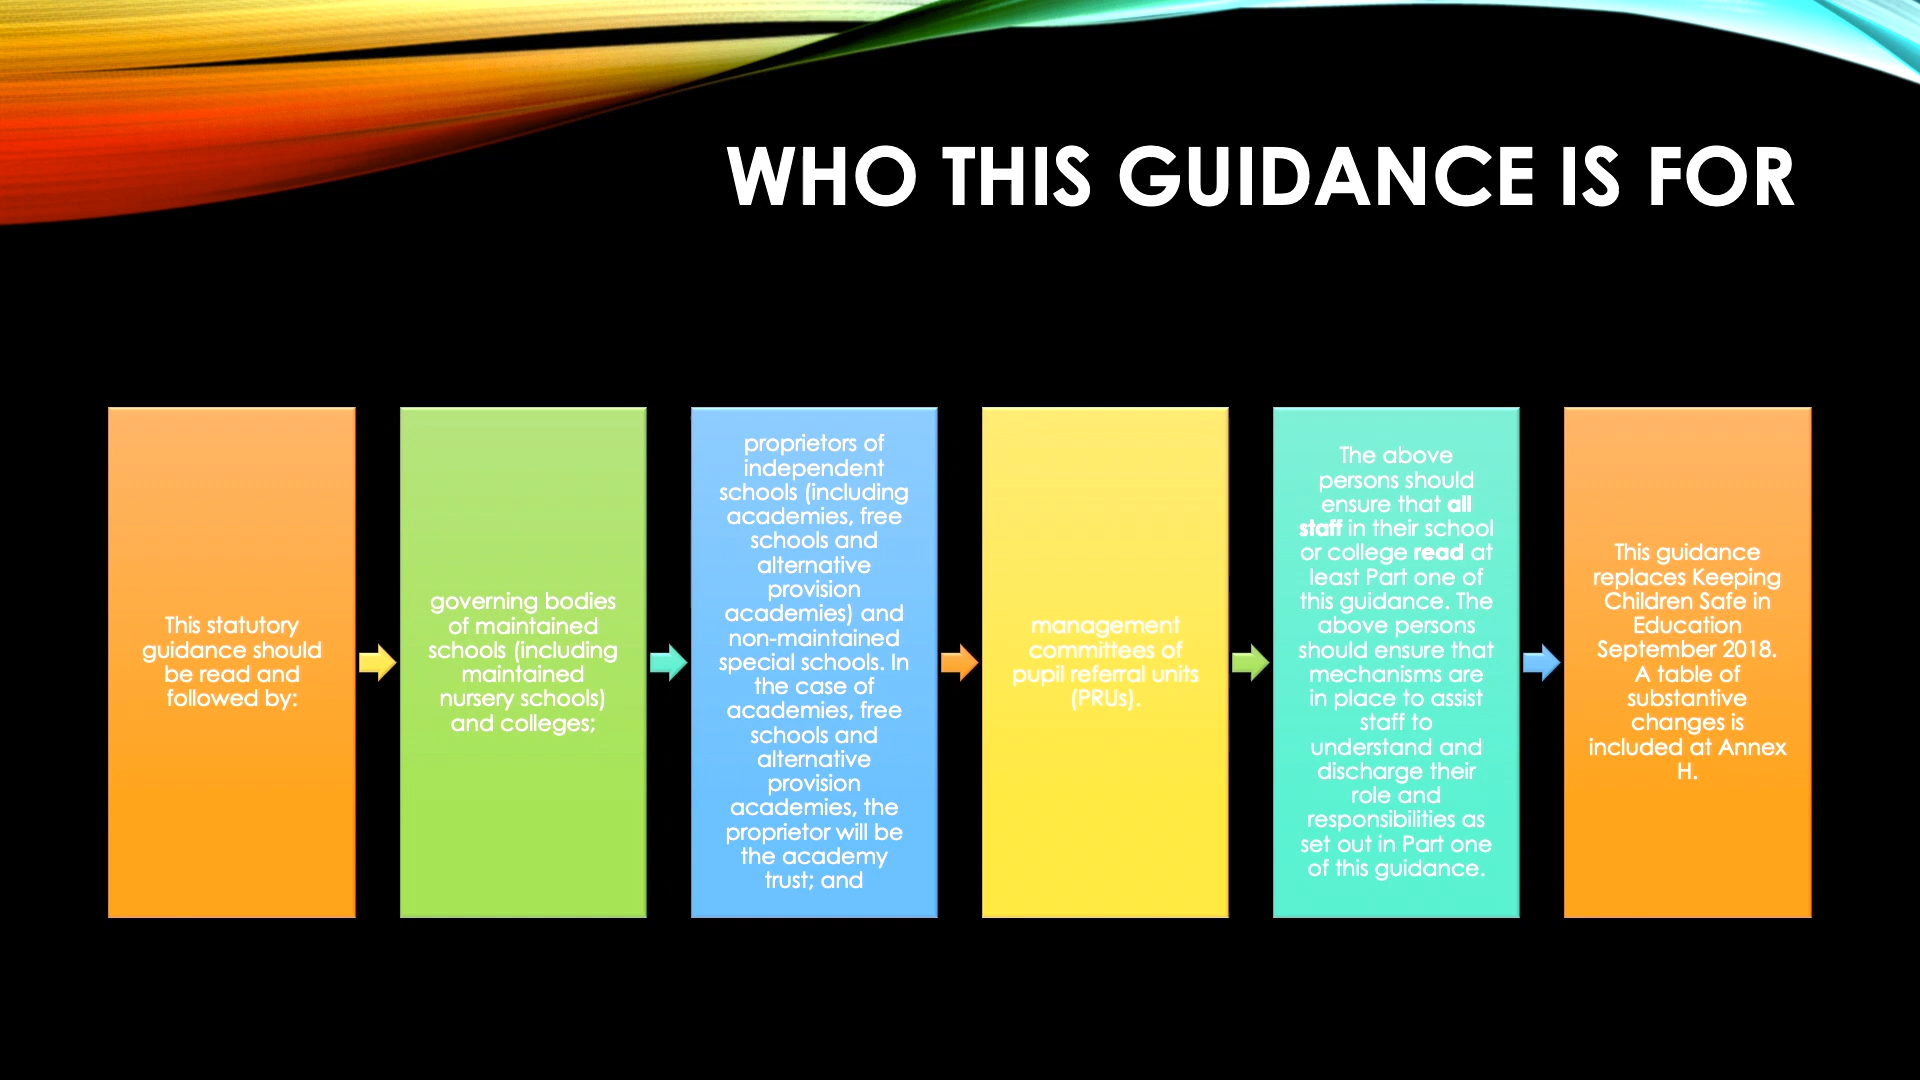 WHO THIS GUIDANCE IS FOR
This statutory
guidance should
be read and
followed by:
governing bodies
of maintained
schools (including
maintained
nursery schools)
and colleges;
proprietors of
independent
schools (including
academies, free
schools and
alternative
provision
academies) and
non-maintained
special schools. In
the case of
academies, free
schools and
alternative
provision
academies, the
proprietor will be
the academy
trust; and
management
committees of
pupil referral units
(PRUs).
The above
persons should
ensure that all
staff in their school
or college read at
least Part one of
this guidance. The
above persons
should ensure that
mechanisms are
in place to assist
staff to
understand and
discharge their
role and
responsibilities as
set out in Part one
of this guidance.
This guidance
replaces Keeping
Children Safe in
Education
September 2018.
A table of
substantive
changes is
included at Annex
H.